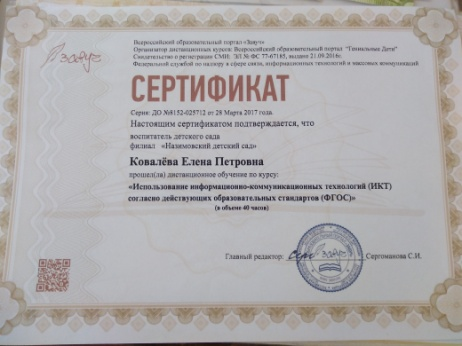 Завуч
Всероссийский образовательный портал «Завуч»
Организатор дистанционных курсов: Всероссийский образовательный портал "Гениальные Дети"
Свидетельство о регистрации СМИ: ЭЛ № ФС 77-67185, выдано 21.09.2016г.
Федеральной службой по надзору в сфере связи, информационных технологий и массовых коммуникаций
СЕРТИФИКАТ
Серия: ДО №8152-025712 от 28 Марта 2017 года.
Настоящим сертификатом подтверждается, что
воспитатель детского сада
филиал «Назимовский детский сад»
Ковалёва Елена Петровна
прошел(ла) дистанционное обучение по курсу:
«Использование информационно-коммуникационных технологий (ИКТ)
согласно действующих образовательных стандартов (ФГОС)»
(в объеме 40 часов)
Главный редактор: Завуч Сартоманова С.И.